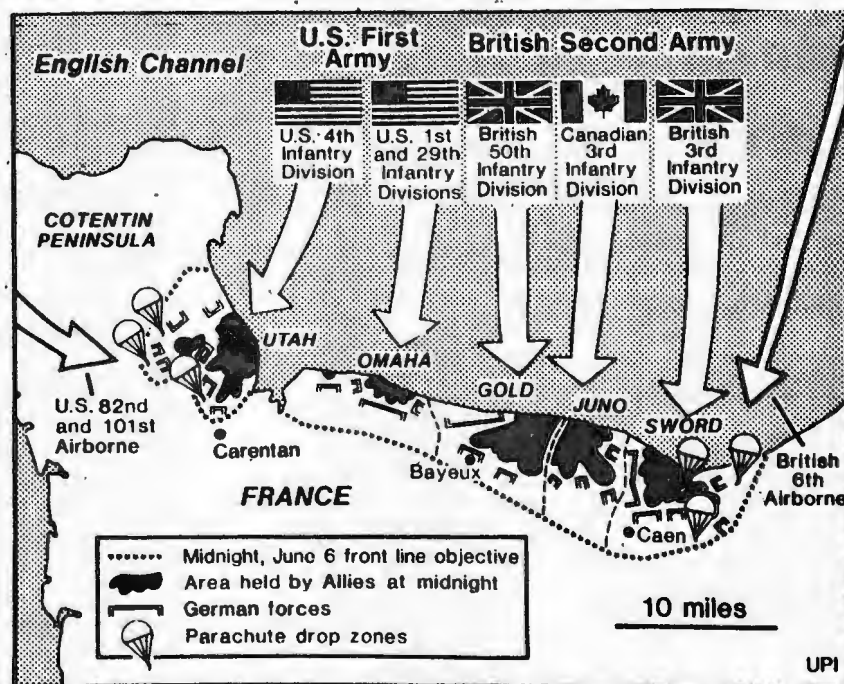 English Channel
U.S. First
Army
British Second Army
U.S. 4th
Infantry
Division
U.S. 1st
and 29th
Infantry
Divisions
British
50th
Infantry
Division
Canadian
3rd
Infantry
Division
British
3rd
Infantry
Division
COTENTIN
PENINSULA
UTAH
OMAHA
GOLD
JUNO
SWORD
U.S. 82nd
and 101st
Airborne
Carentan
Bayeux
Caen
British
6th
Airborne
FRANCE
Midnight, June 6 front line objective
Area held by Allies at midnight
German forces
Parachute drop zones
10 miles
UPI